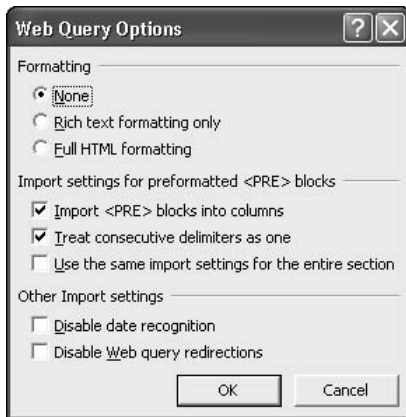 Web Query Options
Formatting
None
Rich text formatting only
Full HTML formatting
Import settings for preformatted <PRE> blocks
Import <PRE> blocks into columns
Treat consecutive delimiters as one
Use the same import settings for the entire section
Other Import settings
Disable date recognition
Disable Web query redirections
OK Cancel